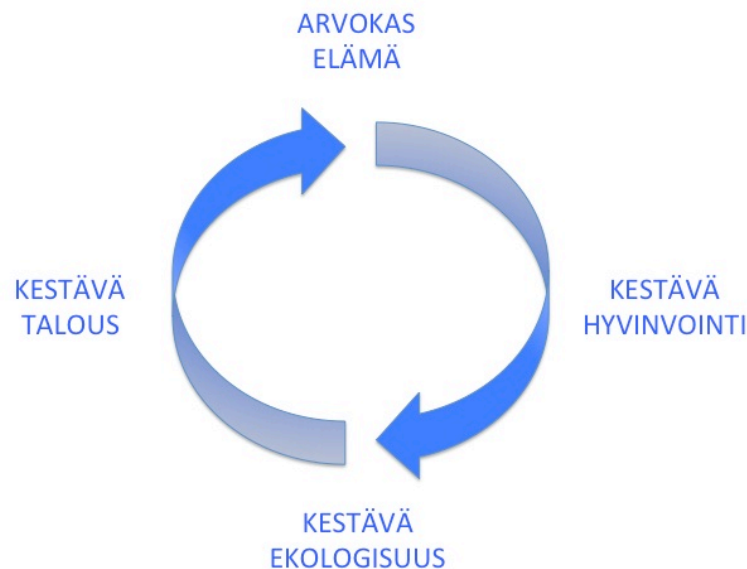 ARVOKAS
ELÄMÄ
KESTÄVÄ
TALOUS
KESTÄVÄ
HYVINVOINTI
KESTÄVÄ
EKOLOGISUUS